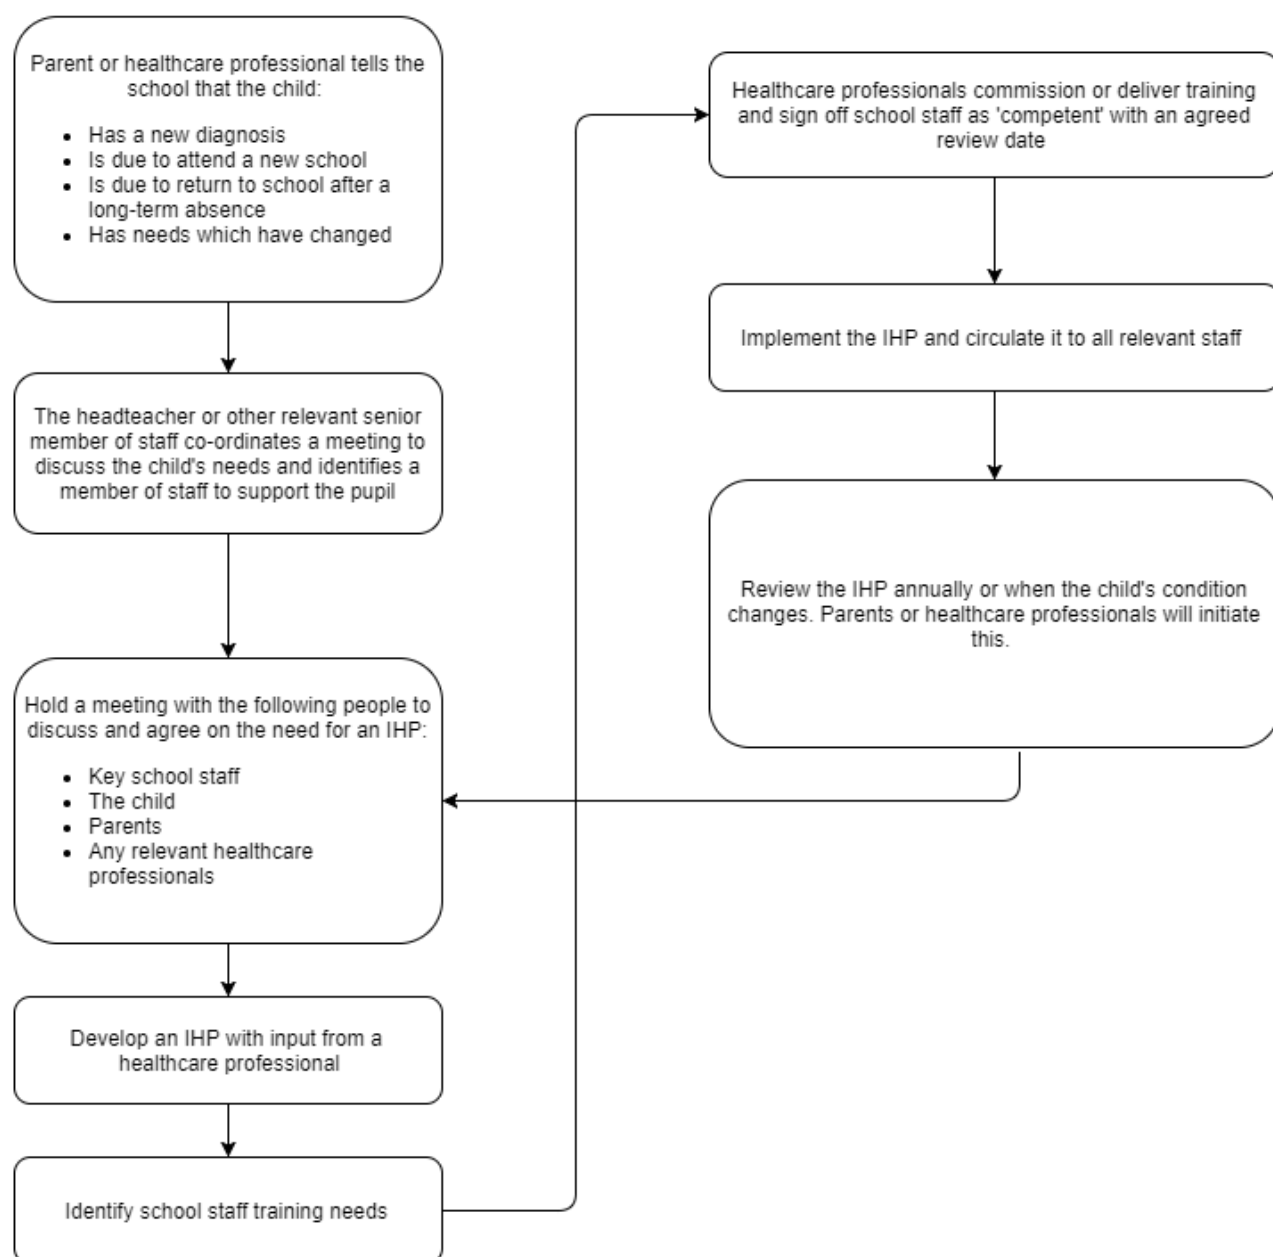 Parent or healthcare professional tells the
school that the child:
• Has a new diagnosis
• Is due to attend a new school
• Is due to return to school after a
long-term absence
• Has needs which have changed
The headteacher or other relevant senior
member of staff co-ordinates a meeting to
discuss the child's needs and identifies a
member of staff to support the pupil
Hold a meeting with the following people to
discuss and agree on the need for an IHP:
• Key school staff
• The child
• Parents
• Any relevant healthcare
professionals
Develop an IHP with input from a
healthcare professional
Identify school staff training needs
Healthcare professionals commission or deliver training
and sign off school staff as 'competent' with an agreed
review date
Implement the IHP and circulate it to all relevant staff
Review the IHP annually or when the child's condition
changes. Parents or healthcare professionals will initiate
this.